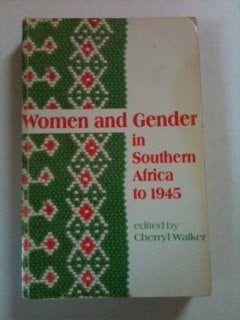 Women and Gender
in
Southern
Africa
to 1945
edited by
Cherryl Walker